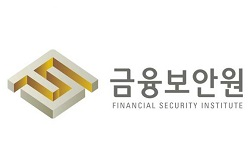 금융보안원
FINANCIAL SECURITY INSTITUTE